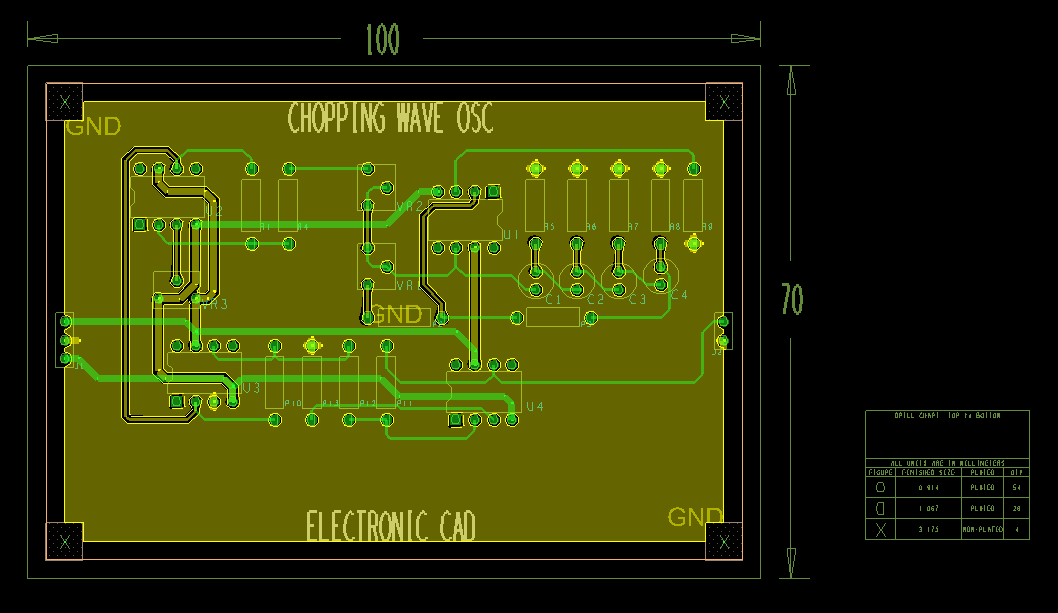 100
CHOPPING WAVE OSC
GND
U2
R1
R4
VR2
U1
R5
R6
R7
R8
R9
VR1
C1
C2
C3
C4
VR3
GND
70
J1
J2
U3
R10
R13
R12
R11
U4
GND
ELECTRONIC CAD
DRILL CHART: TOP to BOTTOM
ALL UNITS ARE IN MILLIMETERS
FIGURE FINISHED SIZE PLATED QTY
0.914 PLATED 54
1.067 PLATED 20
3.175 NON-PLATED 4